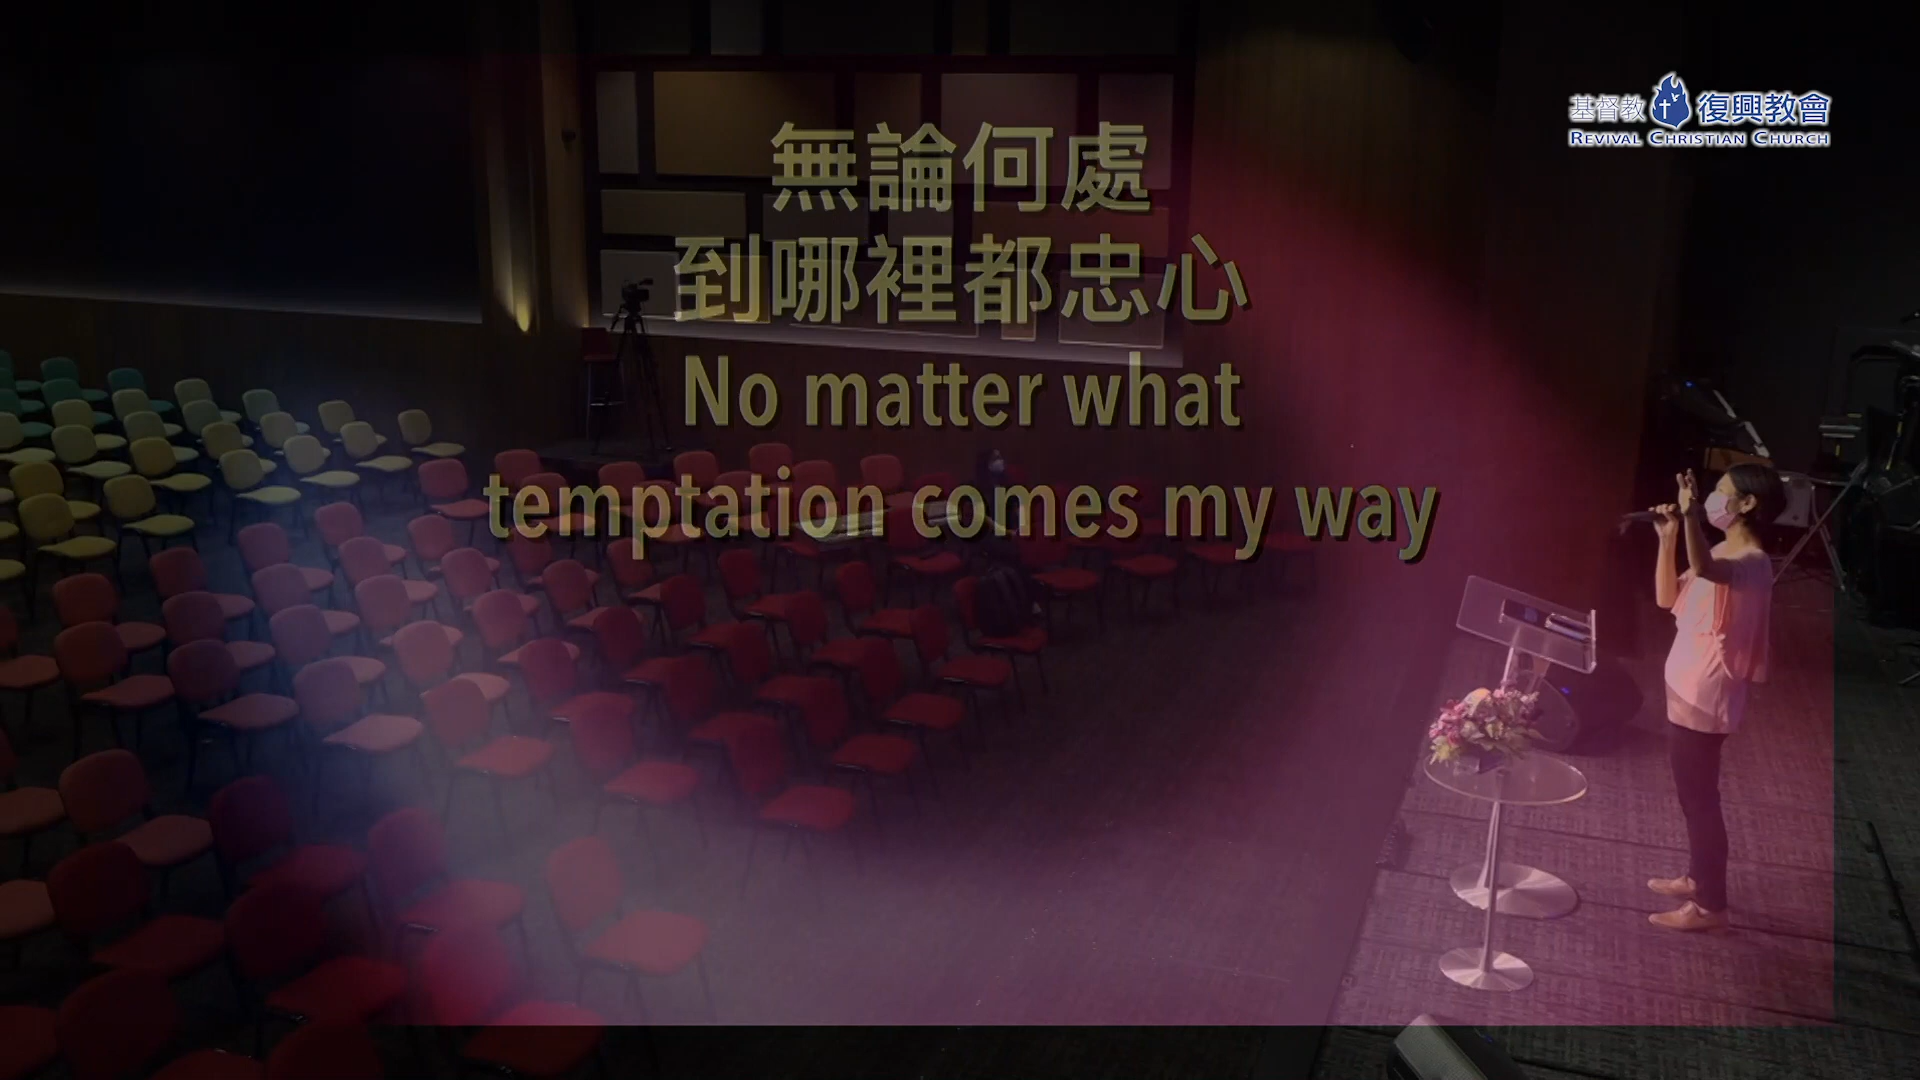 基督教 復興教會
REVIVAL CHRISTIAN CHURCH
無論何處
到哪裡都忠心
No matter what
temptation comes my way